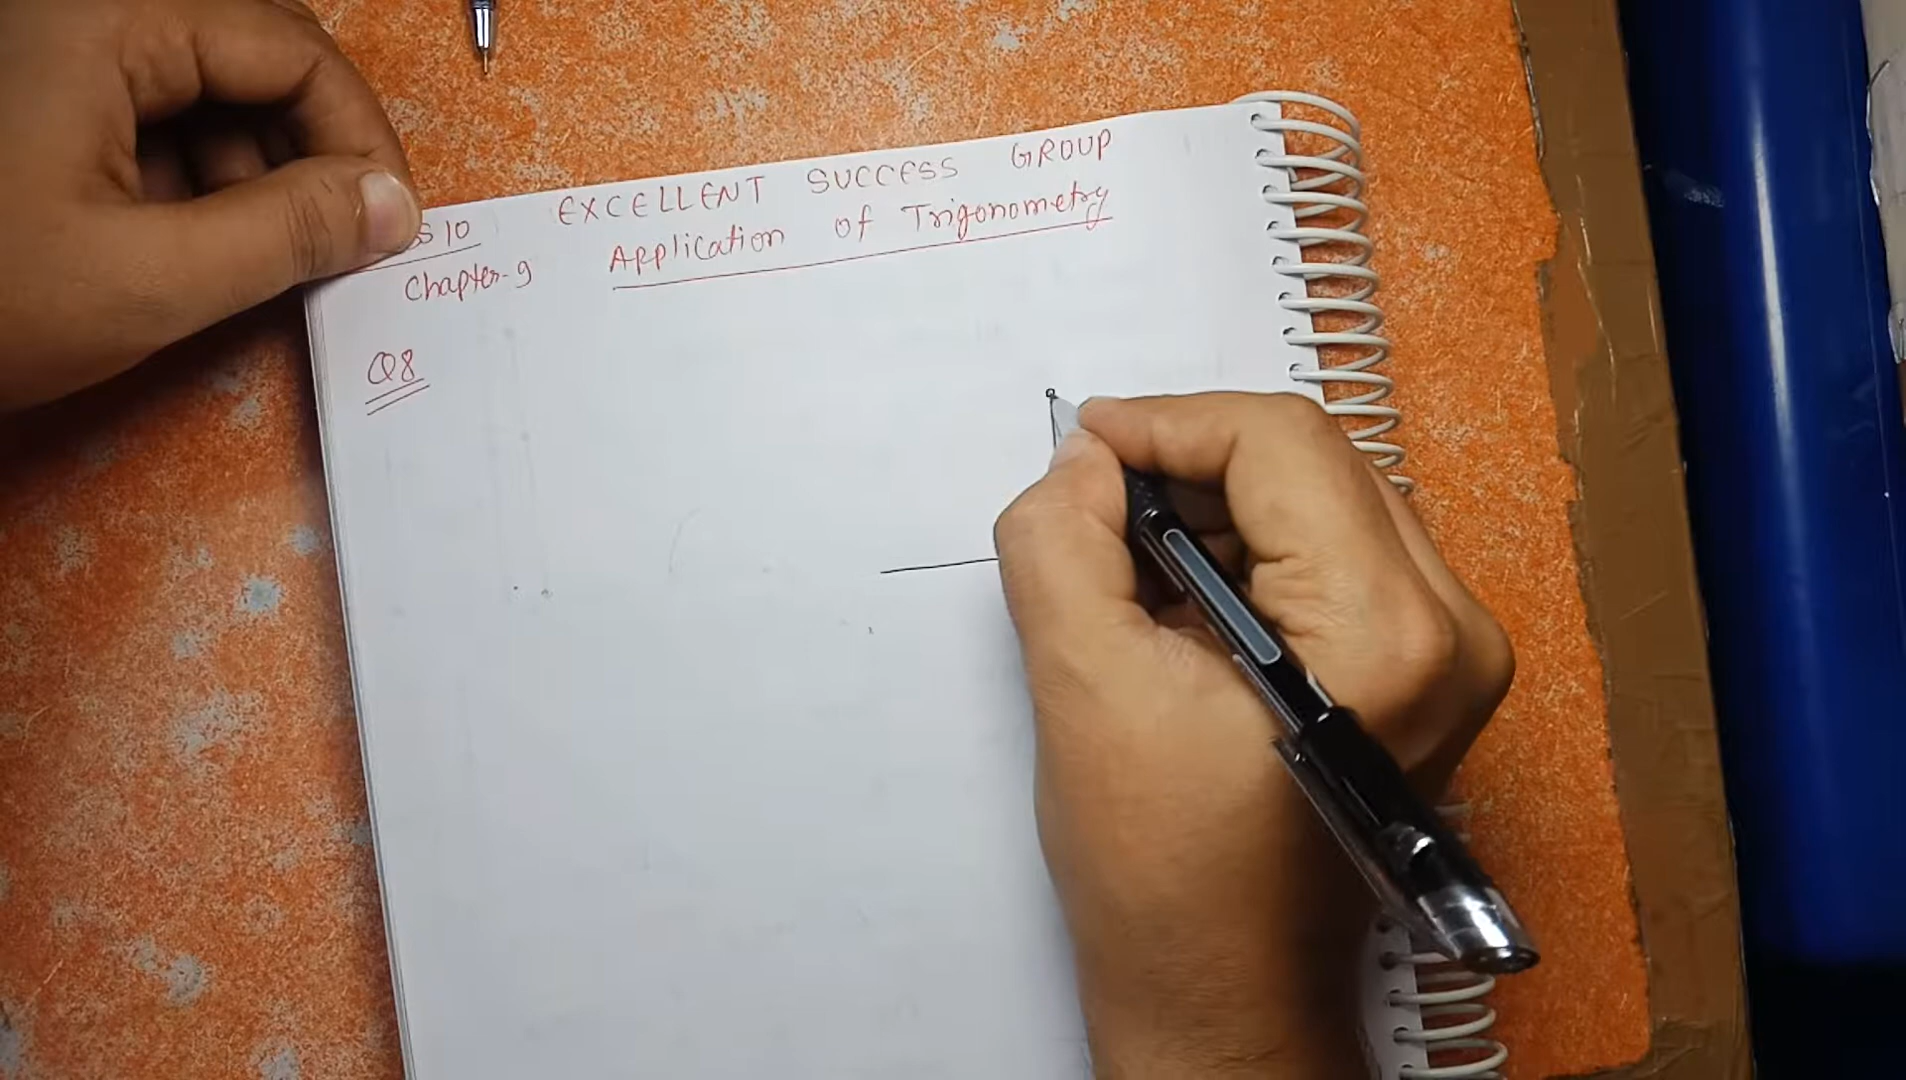 EXCELLENT SUCCESS GROUP
10
Chapter-9 Application of Trigonometry
Q8